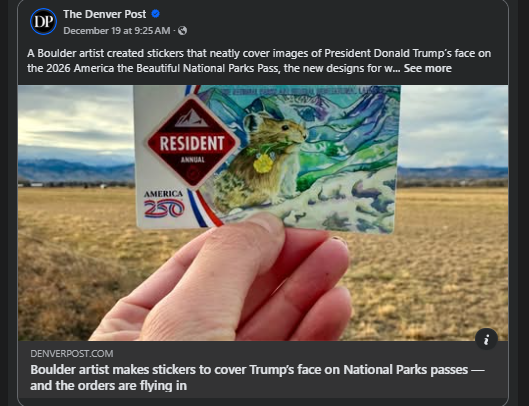 DP
The Denver Post
December 19 at 9:25 AM ·
A Boulder artist created stickers that neatly cover images of President Donald Trump's face on
the 2026 America the Beautiful National Parks Pass, the new designs for w... See more
RESIDENT
ANNUAL
AMERICA
250
i
DENVERPOST.COM
Boulder artist makes stickers to cover Trump's face on National Parks passes —
and the orders are flying in